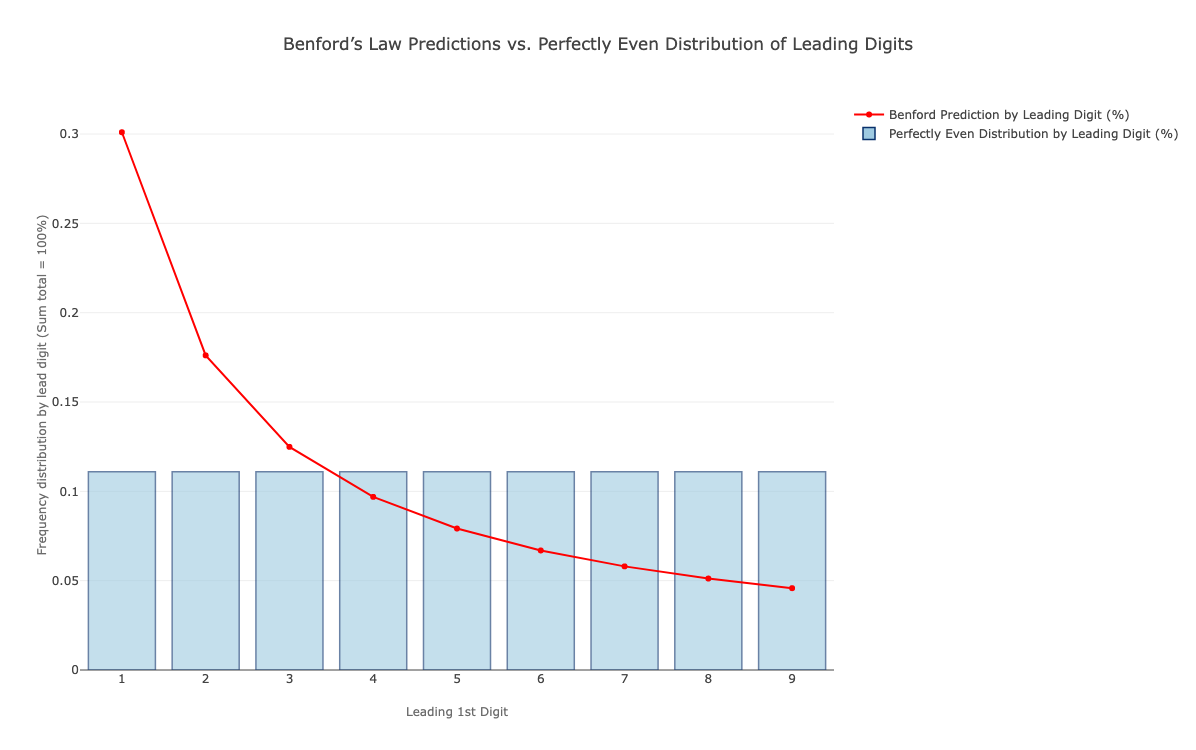 Benford’s Law Predictions vs. Perfectly Even Distribution of Leading Digits
Benford Prediction by Leading Digit (%)
Perfectly Even Distribution by Leading Digit (%)
Frequency distribution by lead digit (Sum total = 100%)
0.3
0.25
0.2
0.15
0.1
0.05
0
1 2 3 4 5 6 7 8 9
Leading 1st Digit